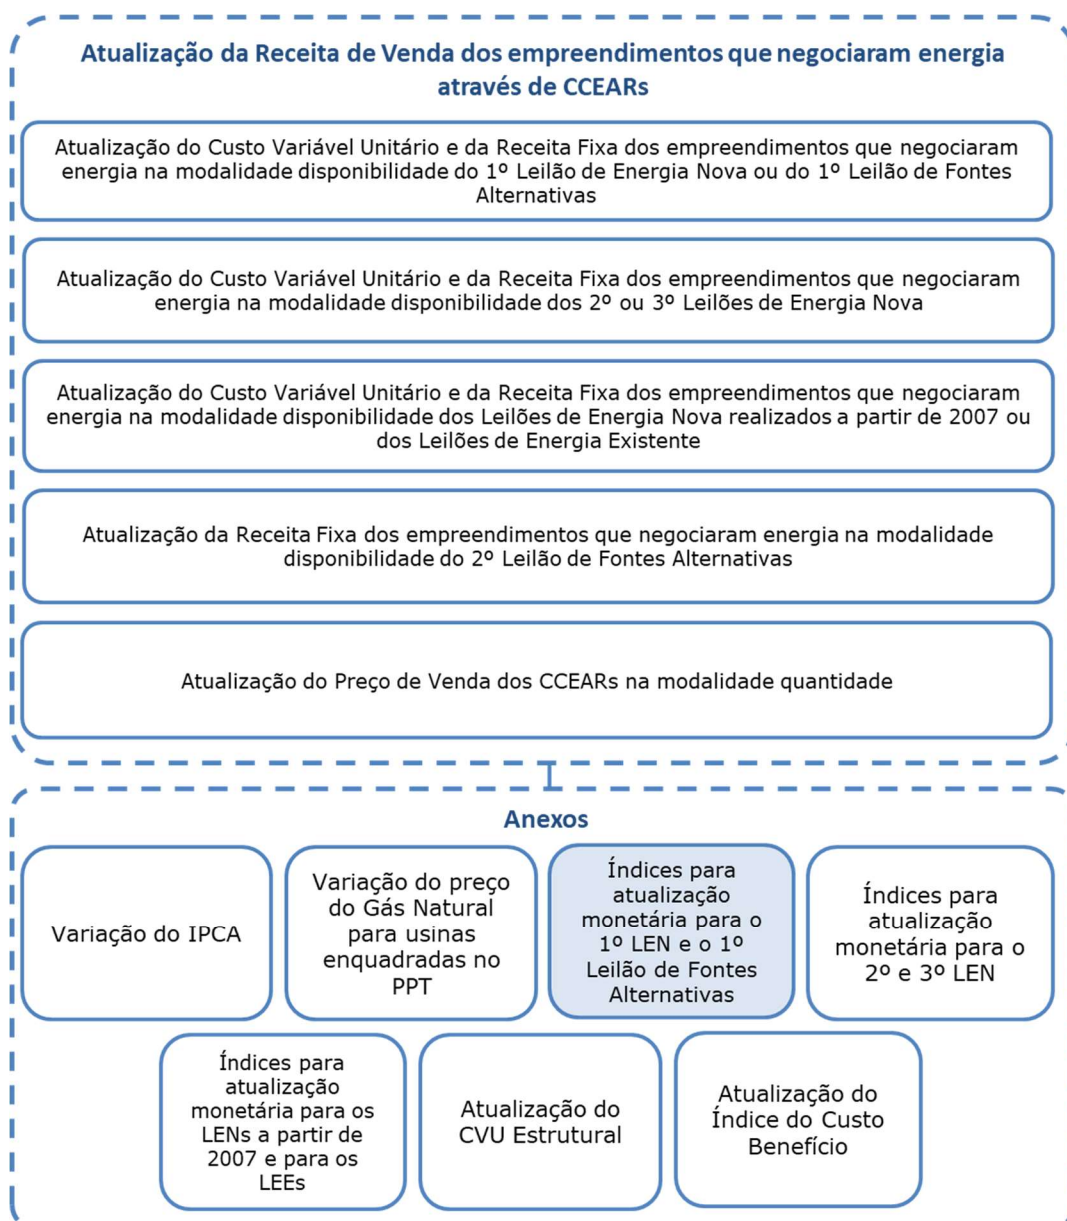 Atualização da Receita de Venda dos empreendimentos que negociaram energia
através de CCEARs
Atualização do Custo Variável Unitário e da Receita Fixa dos empreendimentos que negociaram
energia na modalidade disponibilidade do 1º Leilão de Energia Nova ou do 1º Leilão de Fontes
Alternativas
Atualização do Custo Variável Unitário e da Receita Fixa dos empreendimentos que negociaram
energia na modalidade disponibilidade dos 2º ou 3º Leilões de Energia Nova
Atualização do Custo Variável Unitário e da Receita Fixa dos empreendimentos que negociaram
energia na modalidade disponibilidade dos Leilões de Energia Nova realizados a partir de 2007 ou
dos Leilões de Energia Existente
Atualização da Receita Fixa dos empreendimentos que negociaram energia na modalidade
disponibilidade do 2º Leilão de Fontes Alternativas
Atualização do Preço de Venda dos CCEARs na modalidade quantidade
Anexos
Variação do IPCA
Variação do preço
do Gás Natural
para usinas
enquadradas no
PPT
Índices para
atualização
monetária para o
1º LEN e o 1º
Leilão de Fontes
Alternativas
Índices para
atualização
monetária para o
2º e 3º LEN
Índices para
atualização
monetária para os
LENs a partir de
2007 e para os
LEEs
Atualização do
CVU Estrutural
Atualização do
Índice do Custo
Benefício